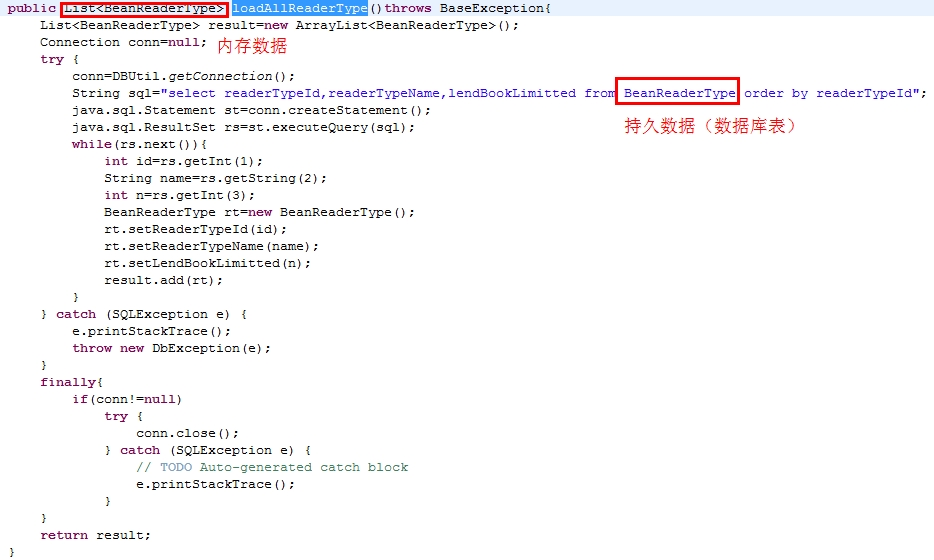 public List<BeanReaderType> loadAllReaderType()throws BaseException{
    List<BeanReaderType> result=new ArrayList<BeanReaderType>();
    Connection conn=null; 内存数据
    try {
        conn=DBUtil.getConnection();
        String sql="select readerTypeId,readerTypeName,lendBookLimitted from BeanReaderType order by readerTypeId";
        java.sql.Statement st=conn.createStatement();
持久数据（数据库表）
        java.sql.ResultSet rs=st.executeQuery(sql);
        while(rs.next()){
            int id=rs.getInt(1);
            String name=rs.getString(2);
            int n=rs.getInt(3);
            BeanReaderType rt=new BeanReaderType();
            rt.setReaderTypeId(id);
            rt.setReaderTypeName(name);
            rt.setLendBookLimitted(n);
            result.add(rt);
        }
    } catch (SQLException e) {
        e.printStackTrace();
        throw new DbException(e);
    }
    finally{
        if(conn!=null)
            try {
                conn.close();
            } catch (SQLException e) {
                // TODO Auto-generated catch block
                e.printStackTrace();
            }
    }
    return result;
}